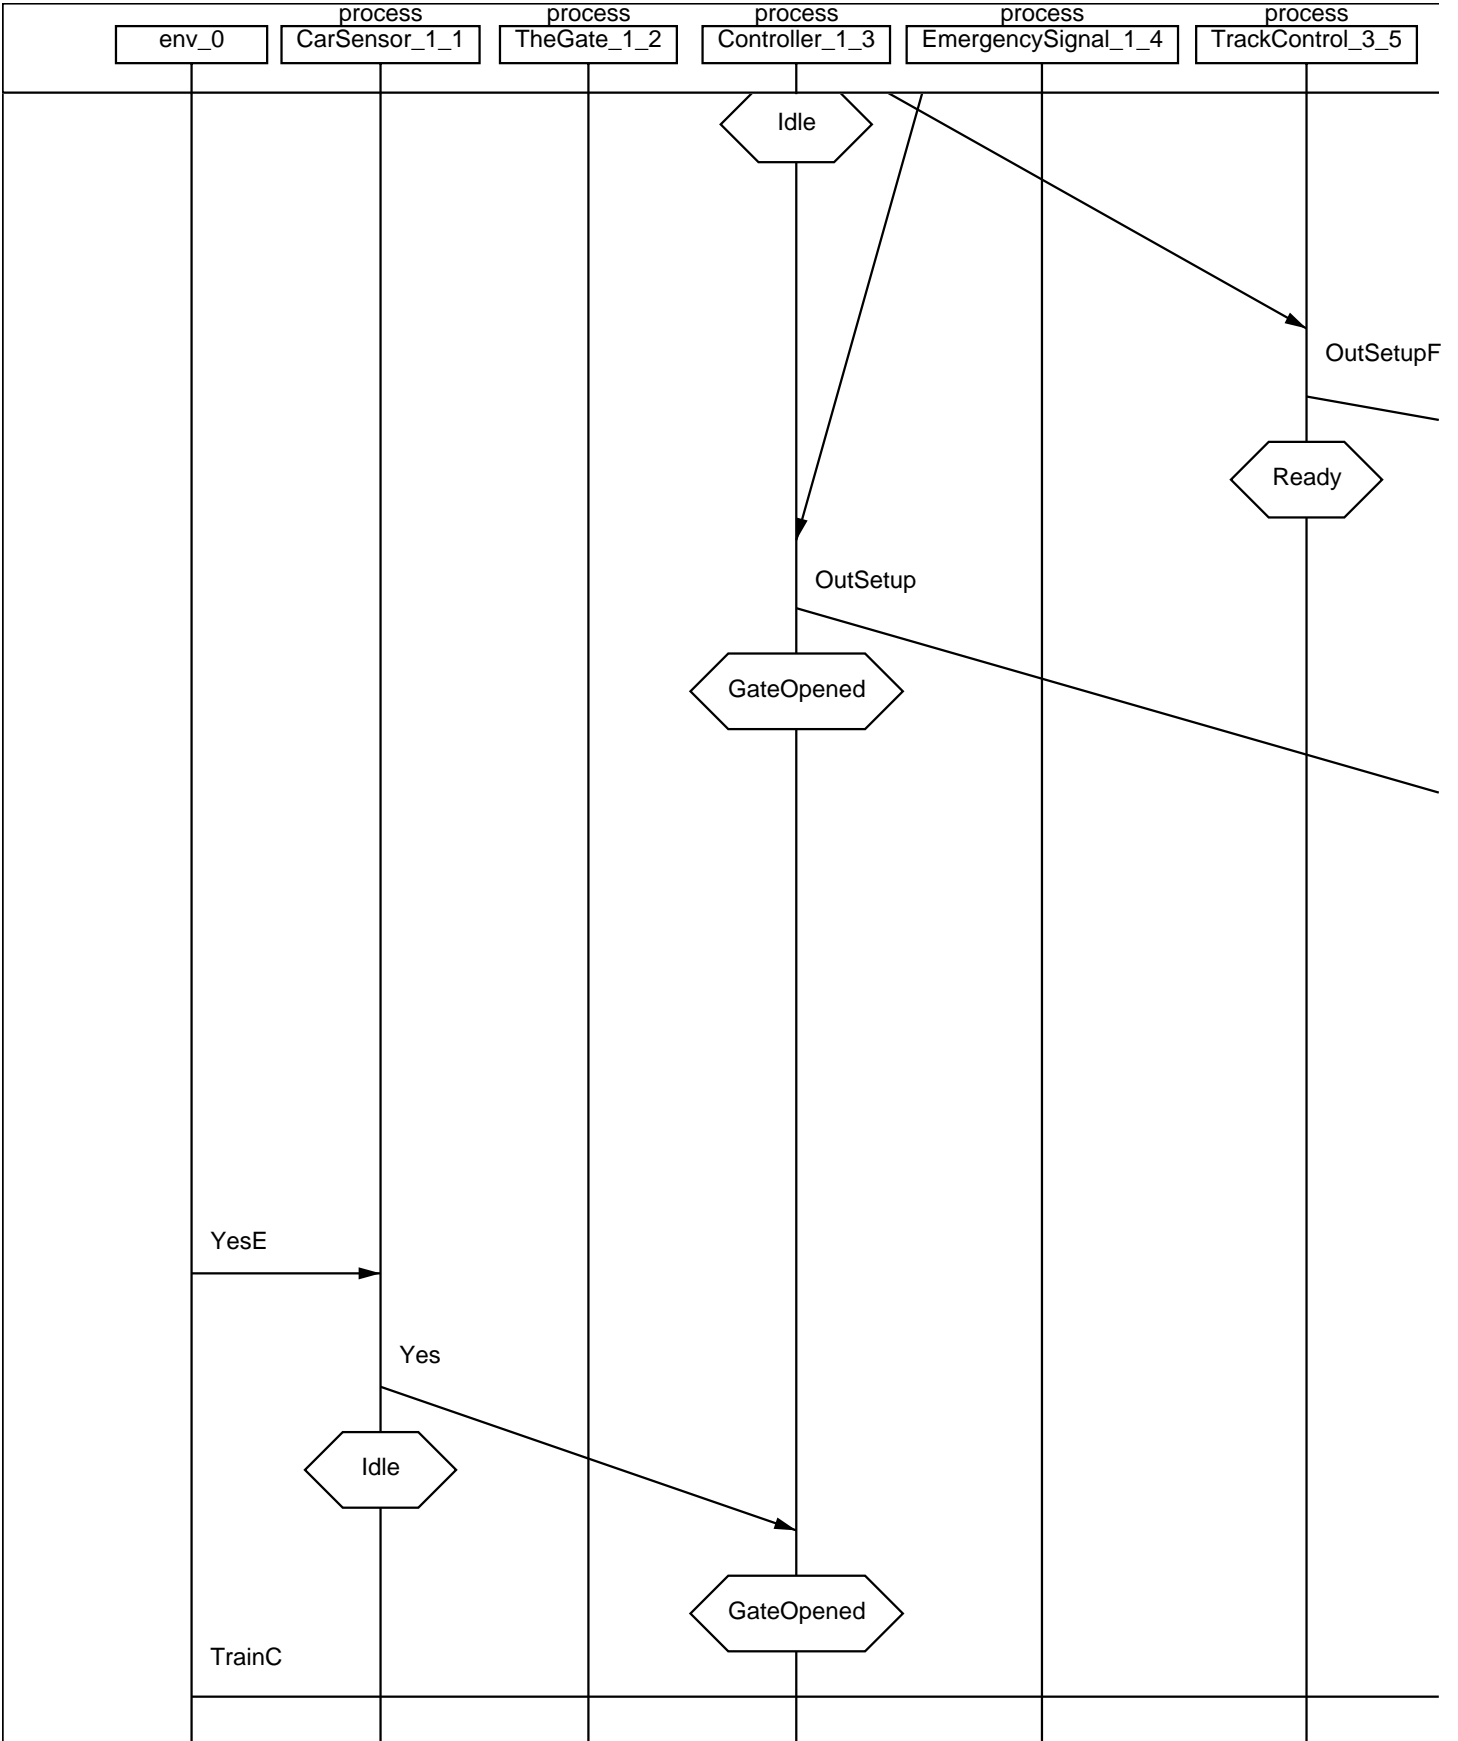 process process process process process
env_0 CarSensor_1_1 TheGate_1_2 Controller_1_3 EmergencySignal_1_4 TrackControl_3_5
Idle
OutSetupF
Ready
OutSetup
GateOpened
YesE
Yes
Idle
GateOpened
TrainC